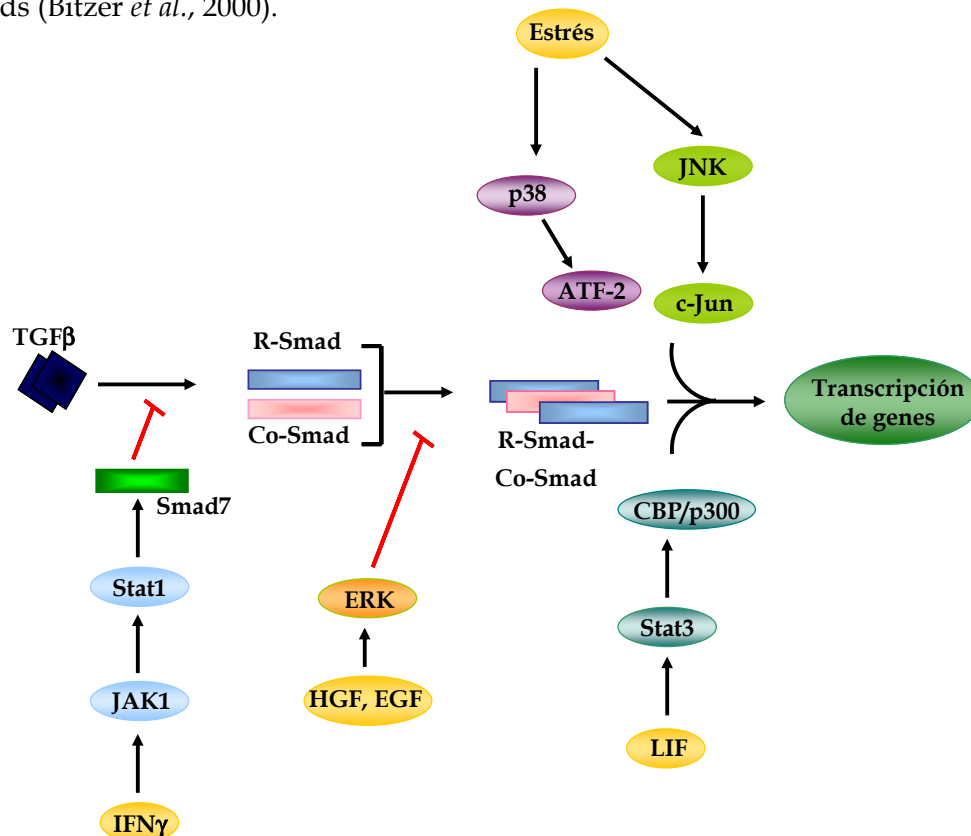 ds (Bitzer et al., 2000).
Estrés
JNK
p38
ATF-2
c-Jun
TGFβ
R-Smad
Co-Smad
R-Smad-
Co-Smad
Transcripción
de genes
Smad7
CBP/p300
Stat1
ERK
Stat3
JAK1
HGF, EGF
LIF
IFNγ